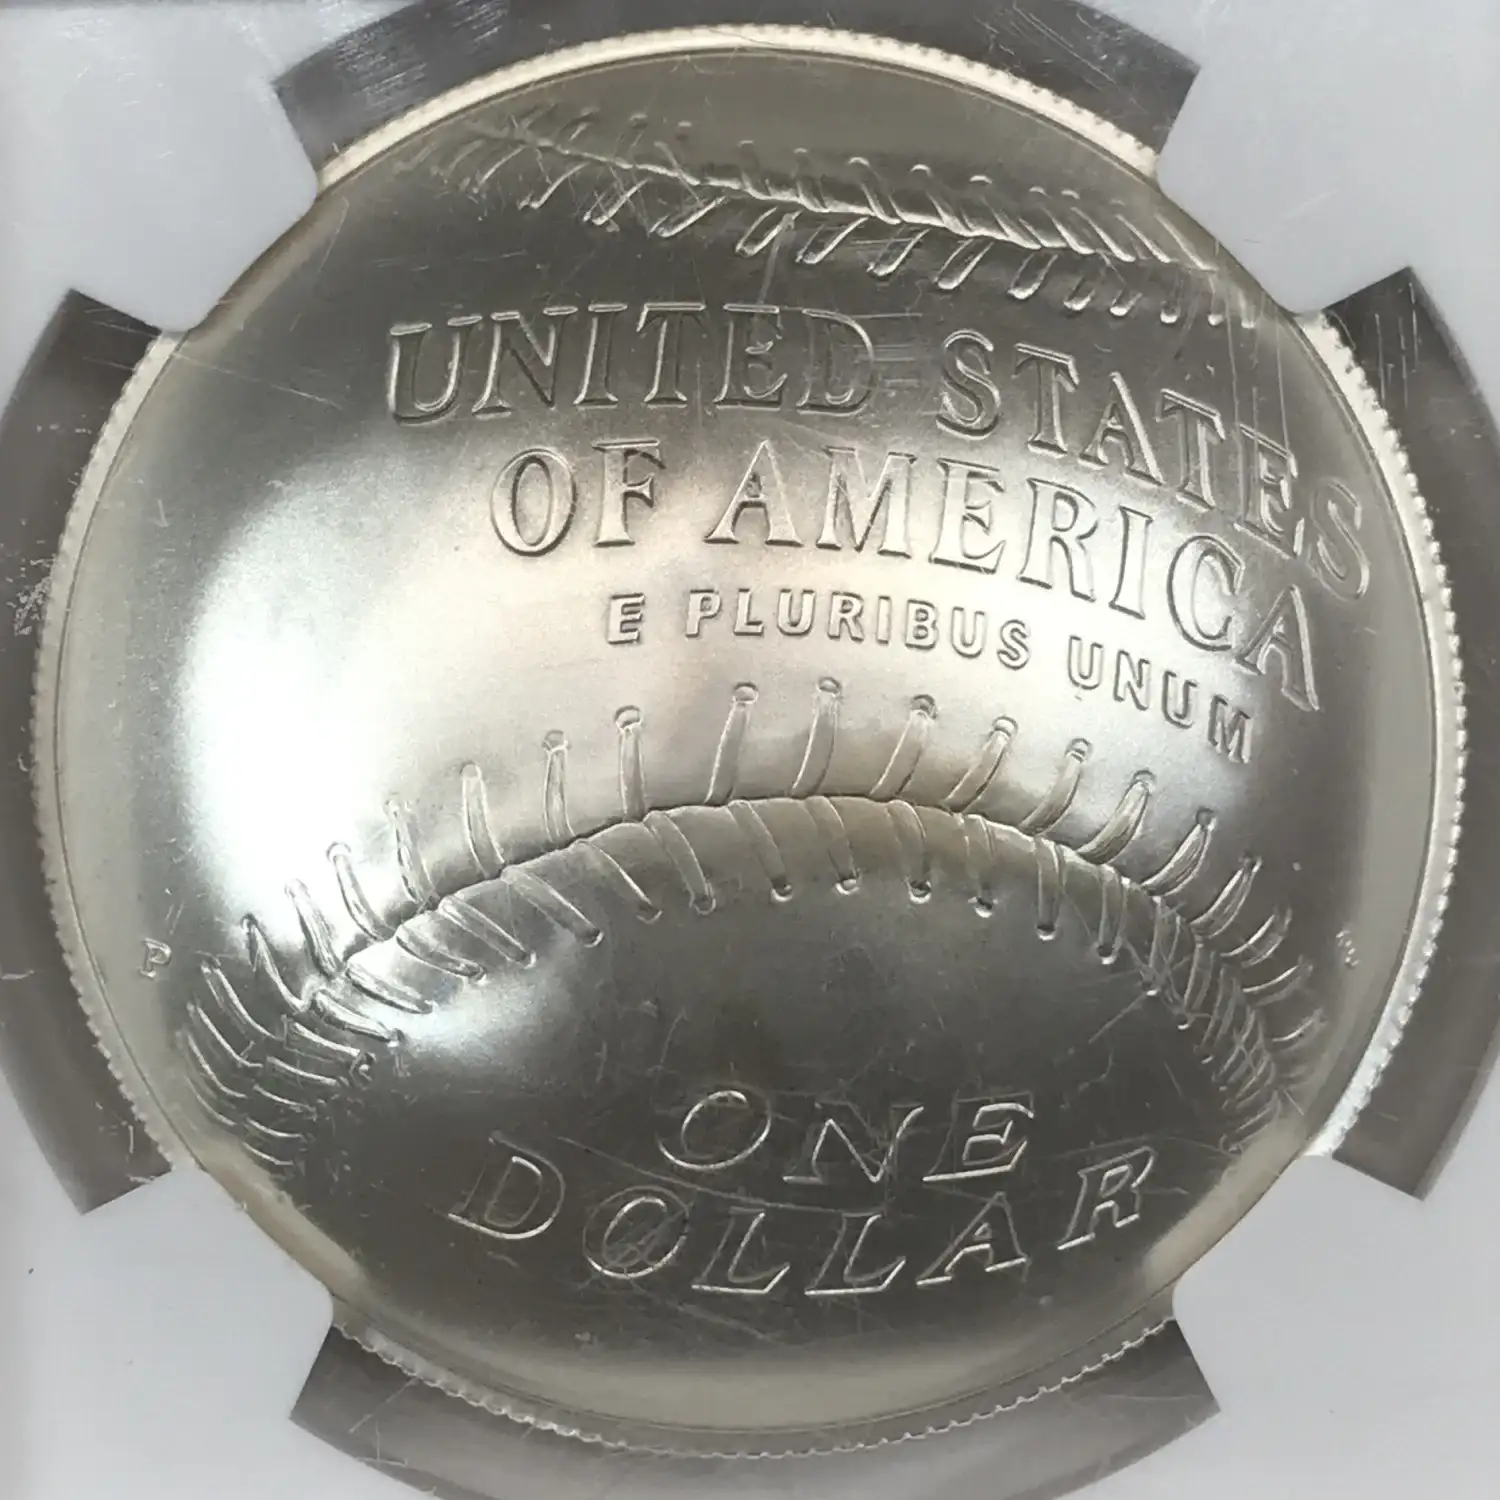 UNITED STATES
OF AMERICA
E PLURIBUS UNUM
P
ONE
DOLLAR